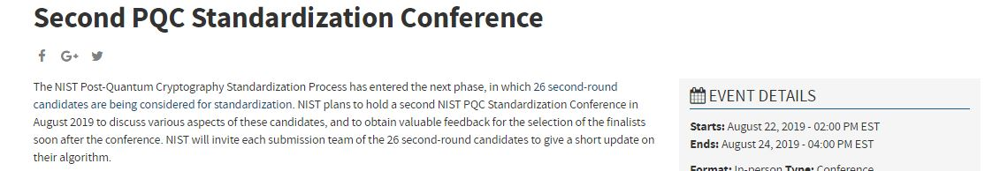 Second PQC Standardization Conference
The NIST Post-Quantum Cryptography Standardization Process has entered the next phase, in which 26 second-round
candidates are being considered for standardization. NIST plans to hold a second NIST PQC Standardization Conference in
August 2019 to discuss various aspects of these candidates, and to obtain valuable feedback for the selection of the finalists
soon after the conference. NIST will invite each submission team of the 26 second-round candidates to give a short update on
their algorithm.
EVENT DETAILS
Starts: August 22, 2019 - 02:00 PM EST
Ends: August 24, 2019 - 04:00 PM EST
Format: In-person Type: Conference